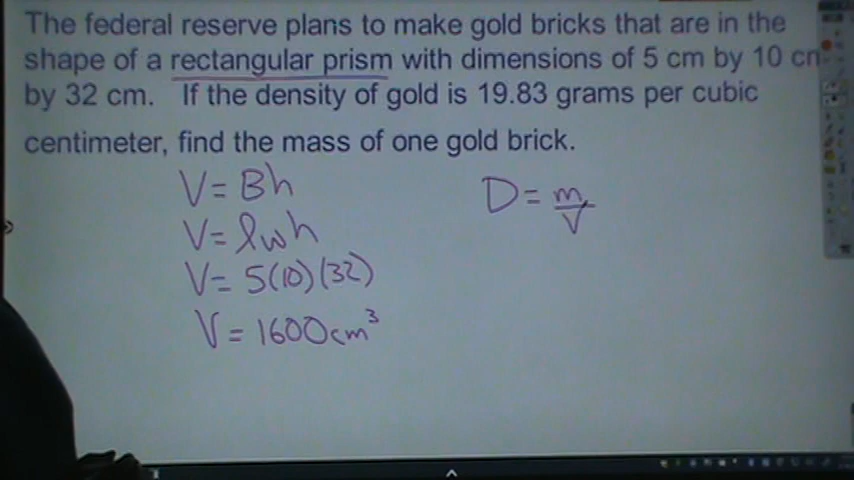 The federal reserve plans to make gold bricks that are in the
shape of a rectangular prism with dimensions of 5 cm by 10 cm
by 32 cm. If the density of gold is 19.83 grams per cubic
centimeter, find the mass of one gold brick.
V = Bh
D = m/V
V = lwh
V = 5(10)(32)
V = 1600cm³